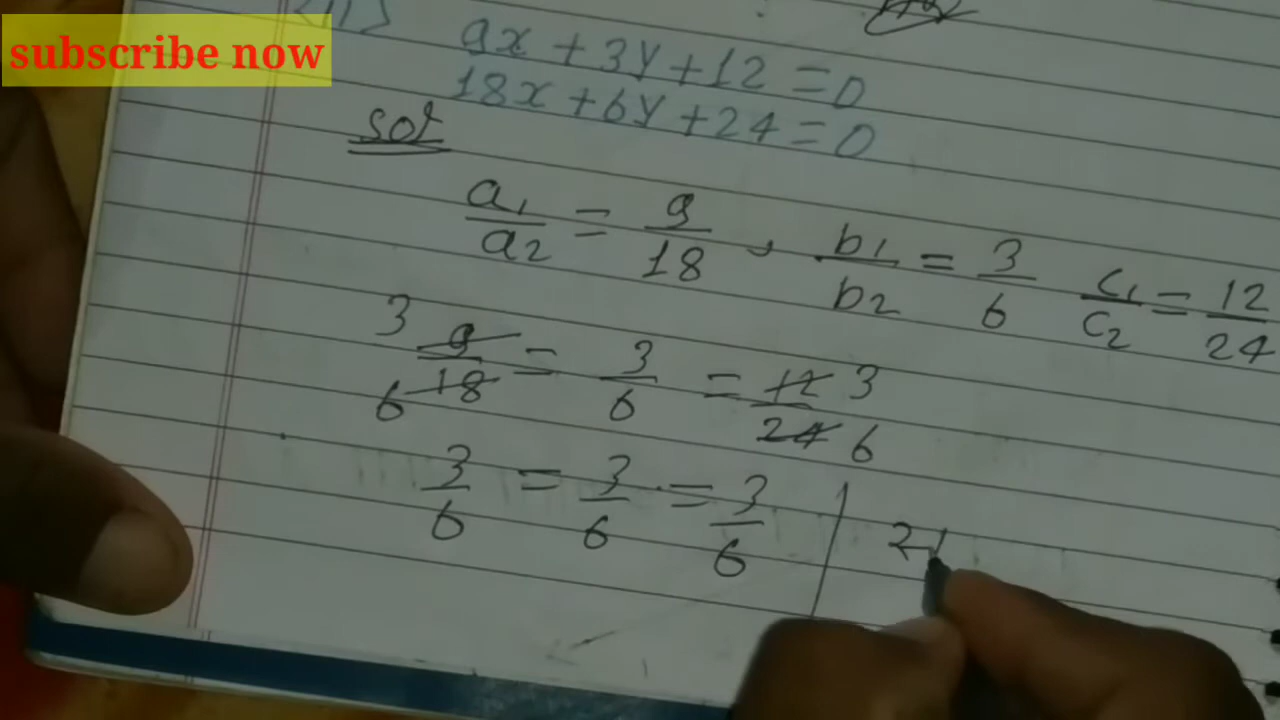 subscribe now
9x + 3y + 12 = 0
18x + 6y + 24 = 0
Sol
a1/a2 = 9/18, b1/b2 = 3/6 c1/c2 = 12/24
3 9/18 6 = 3/6 = 12/24 3 6
3/6 = 3/6 = 3/6